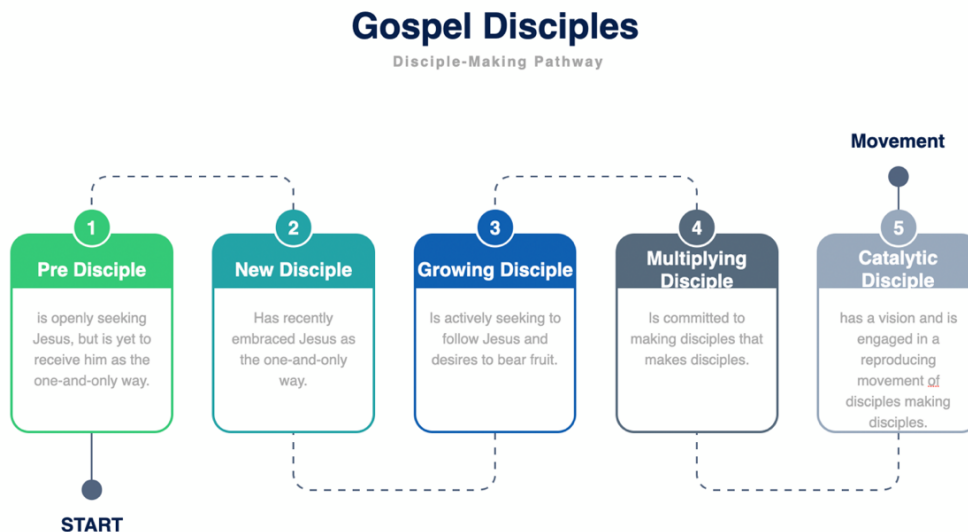 Gospel Disciples
Disciple-Making Pathway
Movement
1
Pre Disciple
is openly seeking
Jesus, but is yet to
receive him as the
one-and-only way.
START
2
New Disciple
Has recently
embraced Jesus as
the one-and-only
way.
3
Growing Disciple
Is actively seeking to
follow Jesus and
desires to bear fruit.
4
Multiplying
Disciple
Is committed to
making disciples that
makes disciples.
5
Catalytic
Disciple
has a vision and is
engaged in a
reproducing
movement of
disciples making
disciples.